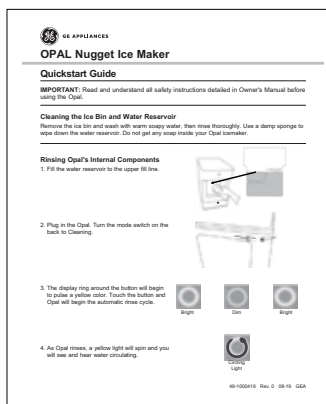 GE APPLIANCES
OPAL Nugget Ice Maker
Quickstart Guide
IMPORTANT: Read and understand all safety instructions detailed in Owner's Manual before
using the Opal.
Cleaning the Ice Bin and Water Reservoir
Remove the ice bin and wash with warm soapy water, then rinse thoroughly. Use a damp sponge to
wipe down the water reservoir. Do not get any soap inside your Opal icemaker.
Rinsing Opal's Internal Components
1. Fill the water reservoir to the upper fill line.
2. Plug in the Opal. Turn the mode switch on the
back to Cleaning.
3. The display ring around the button will begin
to pulse a yellow color. Touch the button and
Opal will begin the automatic rinse cycle.
Bright Dim Bright
4. As Opal rinses, a yellow light will spin and you
will see and hear water circulating.
Circling
Light
49-1000419 Rev. 0 08-19 GEA